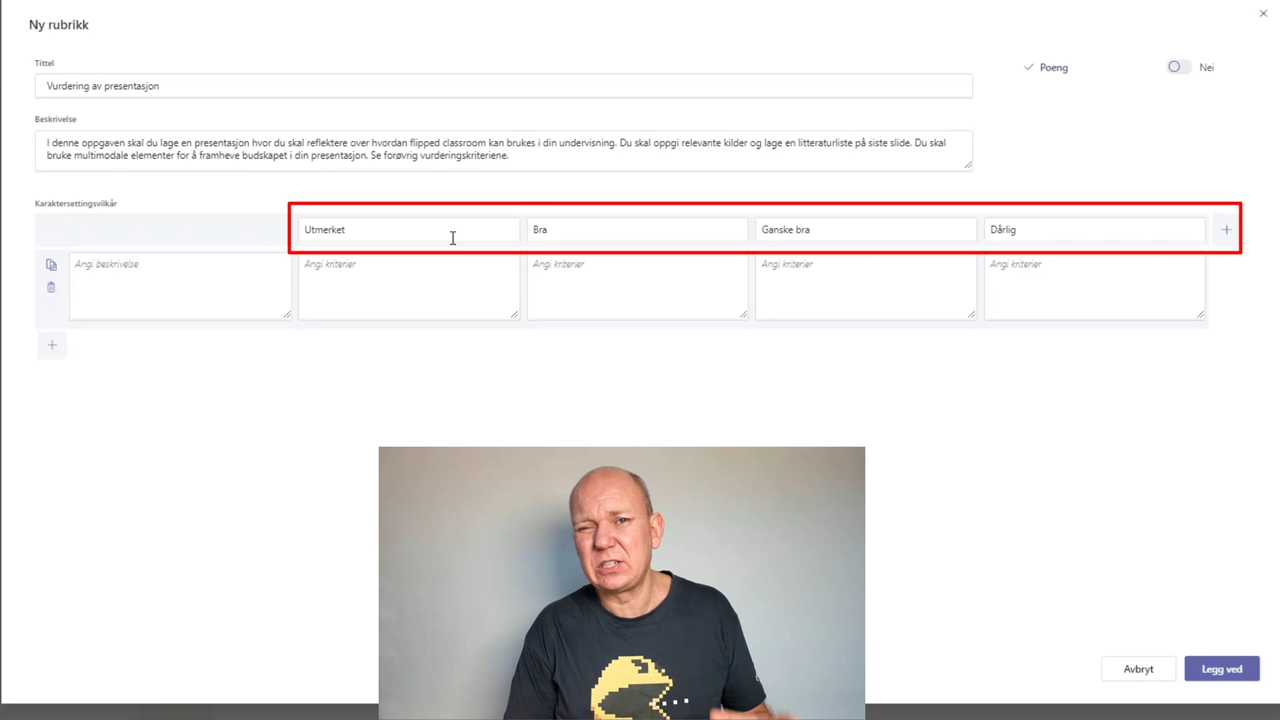 Ny rubrikk
Tittel
Poeng
Nei
Vurdering av presentasjon
Beskrivelse
I denne oppgaven skal du lage en presentasjon hvor du skal reflektere over hvordan flipped classroom kan brukes i din undervisning. Du skal oppgi relevante kilder og lage en litteraturliste på siste slide. Du skal
bruke multimodale elementer for å framheve budskapet i din presentasjon. Se forøvrig vurderingskriteriene.
Karaktersettingsvilkår
Utmerket
Bra
Ganske bra
Dårlig
Angi beskrivelse
Angi kriterier
Angi kriterier
Angi kriterier
Angi kriterier
Avbryt
Legg ved